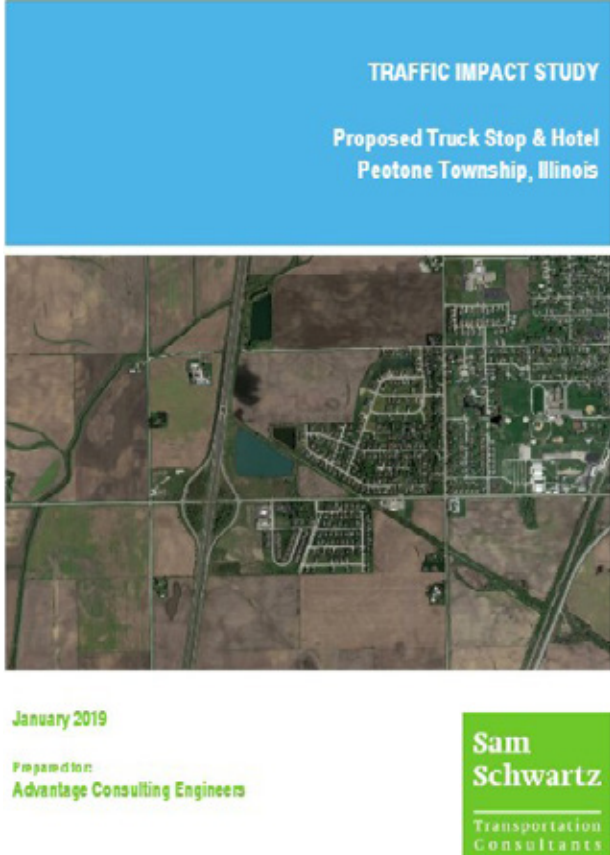 TRAFFIC IMPACT STUDY
Proposed Truck Stop & Hotel
Peotone Township, Illinois
January 2019
Prepared for:
Advantage Consulting Engineers
Sam
Schwartz
Transportation
Consultants